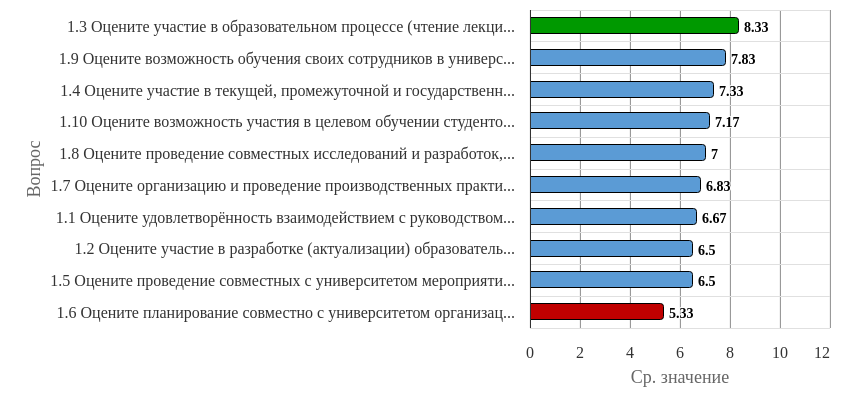 1.3 Оцените участие в образовательном процессе (чтение лекци... 8.33
1.9 Оцените возможность обучения своих сотрудников в универс... 7.83
1.4 Оцените участие в текущей, промежуточной и государственн... 7.33
1.10 Оцените возможность участия в целевом обучении студенто... 7.17
1.8 Оцените проведение совместных исследований и разработок,... 7
1.7 Оцените организацию и проведение производственных практи... 6.83
1.1 Оцените удовлетворённость взаимодействием с руководством... 6.67
1.2 Оцените участие в разработке (актуализации) образователь... 6.5
1.5 Оцените проведение совместных с университетом мероприяти... 6.5
1.6 Оцените планирование совместно с университетом организац... 5.33
Вопрос
0 2 4 6 8 10 12
Ср. значение